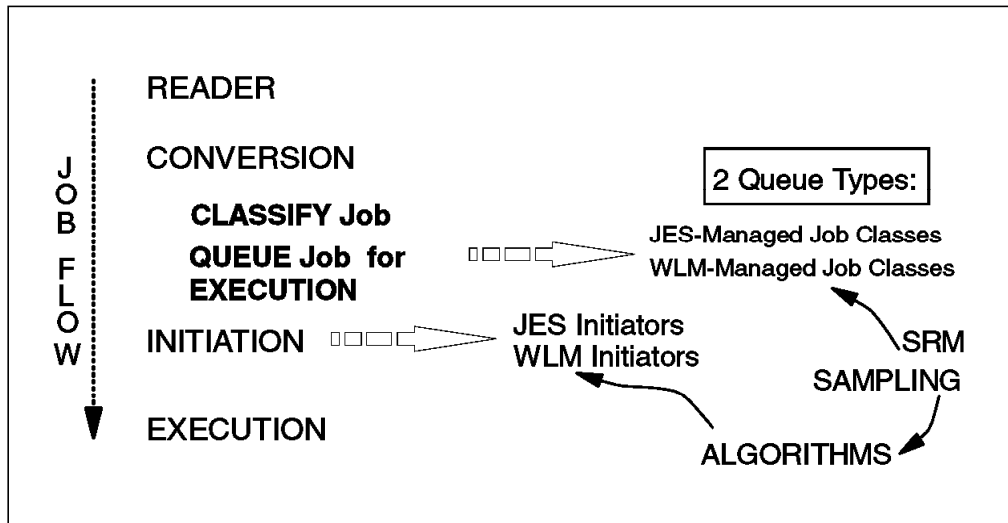 JOB FLOW
READER
CONVERSION
CLASSIFY Job
QUEUE Job for
EXECUTION
INITIATION
EXECUTION
2 Queue Types:
JES-Managed Job Classes
WLM-Managed Job Classes
JES Initiators
WLM Initiators
SRM
SAMPLING
ALGORITHMS